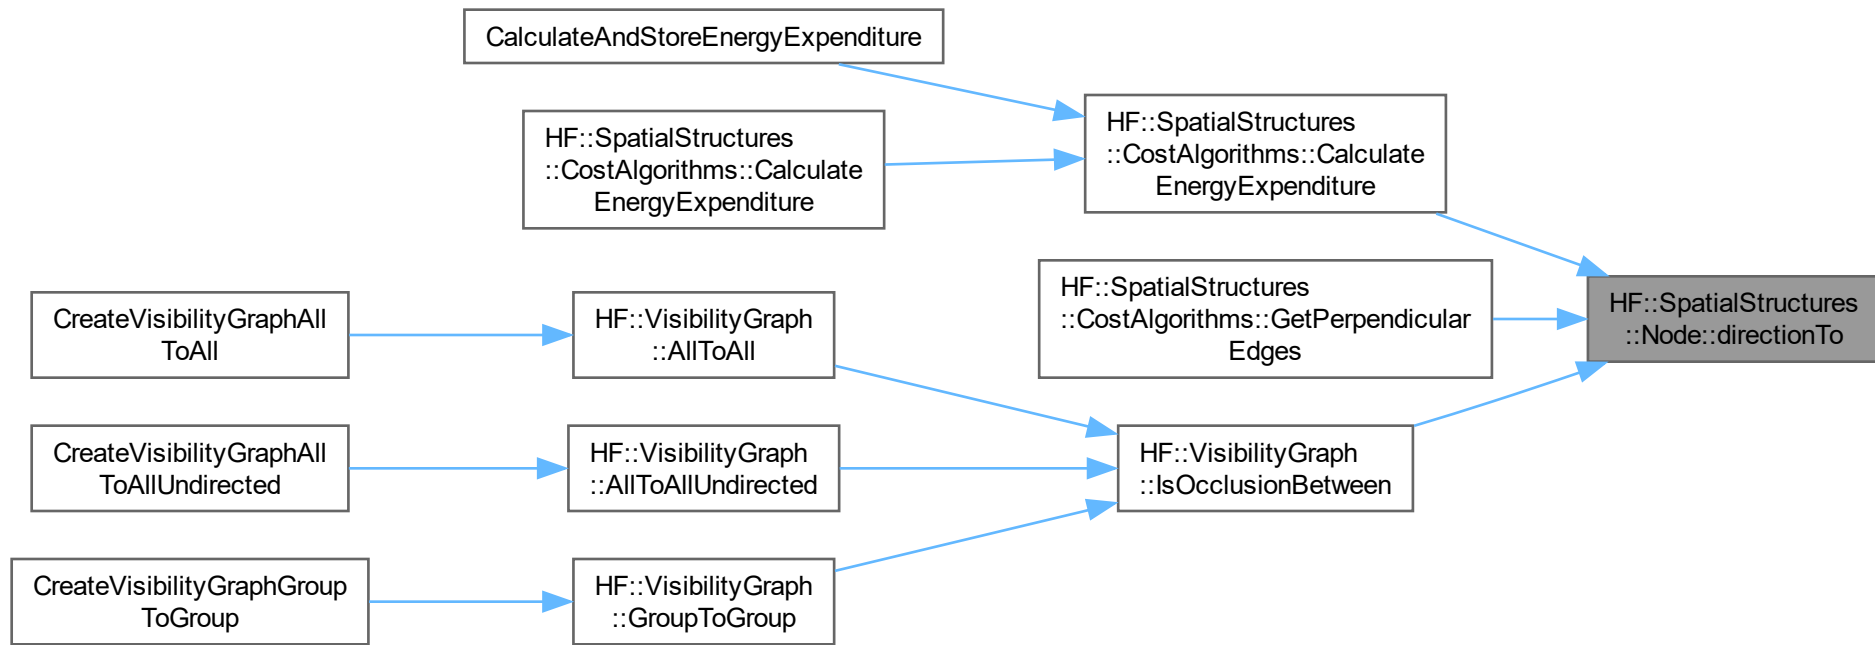 CalculateAndStoreEnergyExpenditure
HF::SpatialStructures
::CostAlgorithms::Calculate
EnergyExpenditure
HF::SpatialStructures
::CostAlgorithms::Calculate
EnergyExpenditure
HF::SpatialStructures
::CostAlgorithms::GetPerpendicular
Edges
HF::SpatialStructures
::Node::directionTo
CreateVisibilityGraphAll
ToAll
HF::VisibilityGraph
::AllToAll
CreateVisibilityGraphAll
ToAllUndirected
HF::VisibilityGraph
::AllToAllUndirected
HF::VisibilityGraph
::IsOcclusionBetween
CreateVisibilityGraphGroup
ToGroup
HF::VisibilityGraph
::GroupToGroup